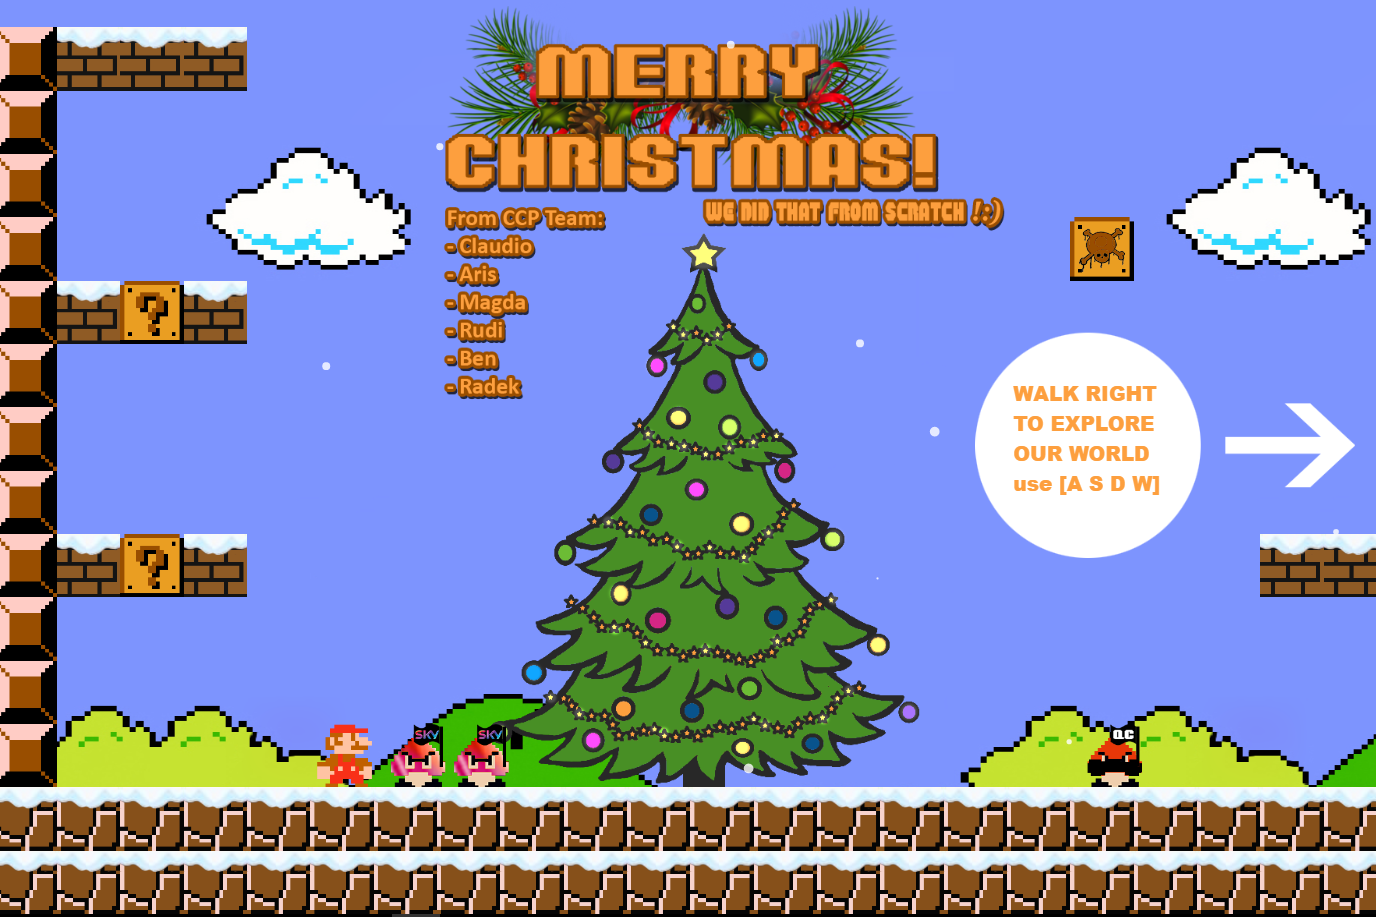 MERRY
CHRISTMAS!
WE DID THAT FROM SCRATCH !:)
From CCP Team:
- Claudio
- Aris
- Magda
- Rudi
- Ben
- Radek
?
?
WALK RIGHT
TO EXPLORE
OUR WORLD
use [A S D W]
SKY
SKY
QC